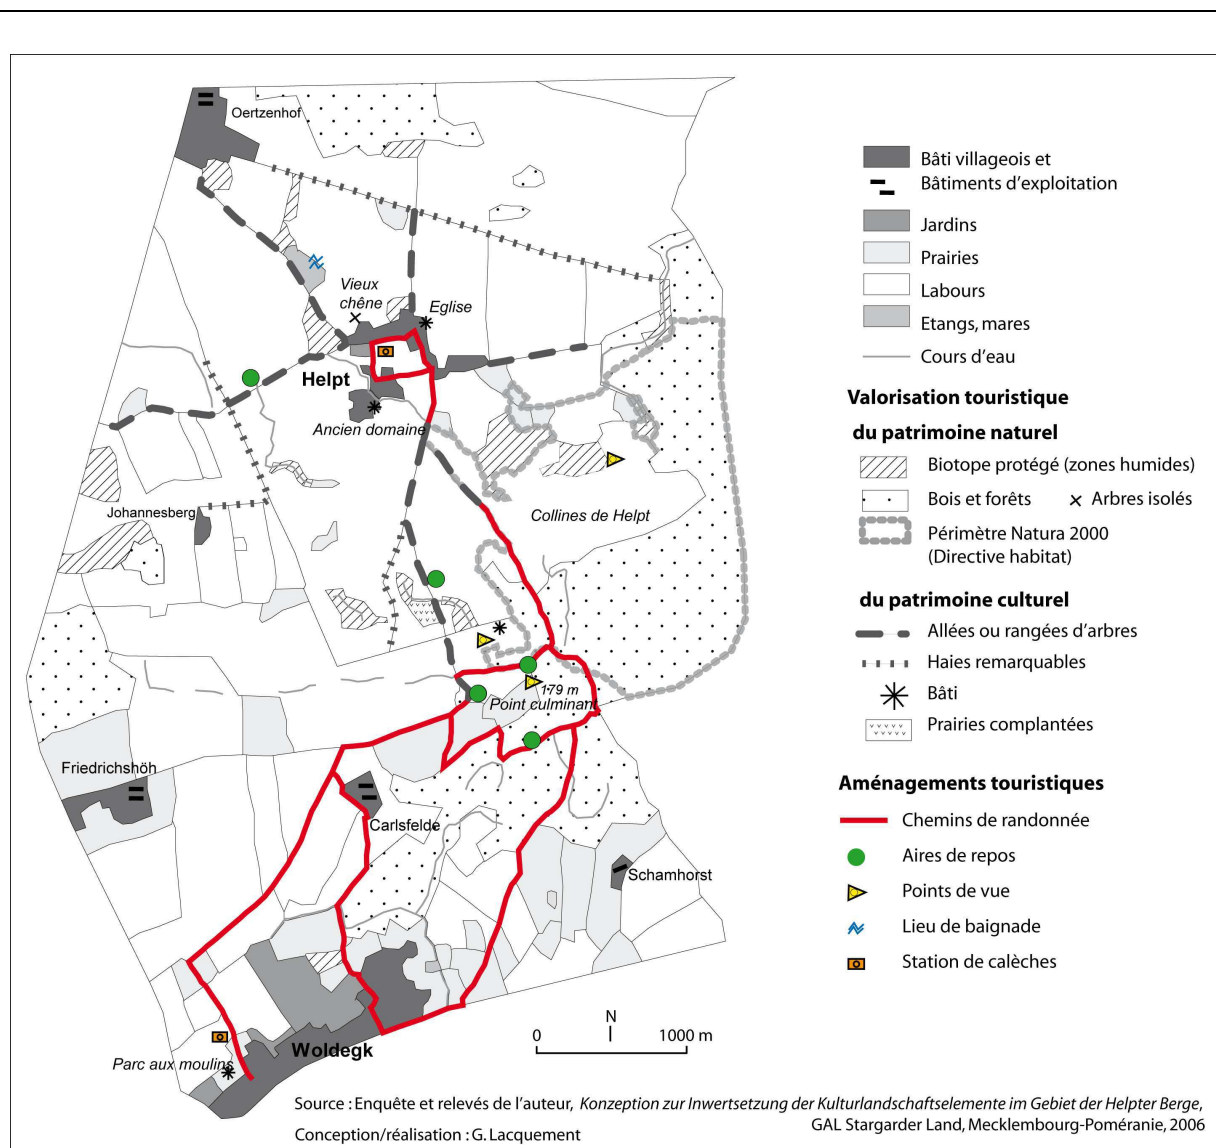 Oertzenhof
Vieux
chêne
Eglise
Helpt
Ancien domaine
Johannesberg
Collines de Helpt
179 m
Point culminant
Friedrichshöh
Carlsfelde
Schamhorst
Woldegk
Parc aux moulins
N
0
1000 m
Bâti villageois et
Bâtiments d'exploitation
Jardins
Prairies
Labours
Etangs, mares
Cours d'eau
Valorisation touristique
du patrimoine naturel
Biotope protégé (zones humides)
Bois et forêts
Arbres isolés
Périmètre Natura 2000
(Directive habitat)
du patrimoine culturel
Allées ou rangées d'arbres
Haies remarquables
Bâti
Prairies complantées
Aménagements touristiques
Chemins de randonnée
Aires de repos
Points de vue
Lieu de baignade
Station de calèches
Source : Enquête et relevés de l'auteur, Konzeption zur Inwertsetzung der Kulturlandschaftselemente im Gebiet der Helpter Berge,
GAL Stargarder Land, Mecklembourg-Poméranie, 2006
Conception/réalisation : G. Lacquement